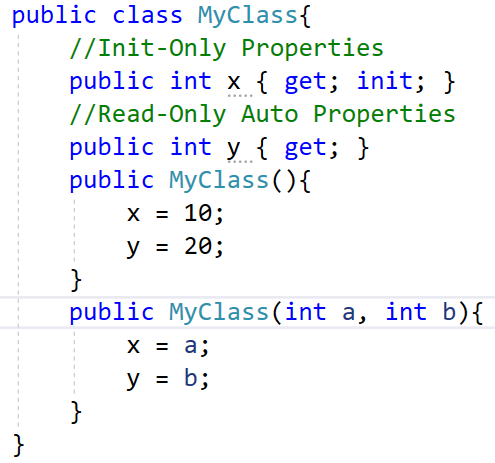 public class MyClass{
    //Init-Only Properties
    public int x { get; init; }
    //Read-Only Auto Properties
    public int y { get; }
    public MyClass(){
        x = 10;
        y = 20;
    }
    public MyClass(int a, int b){
        x = a;
        y = b;
    }
}